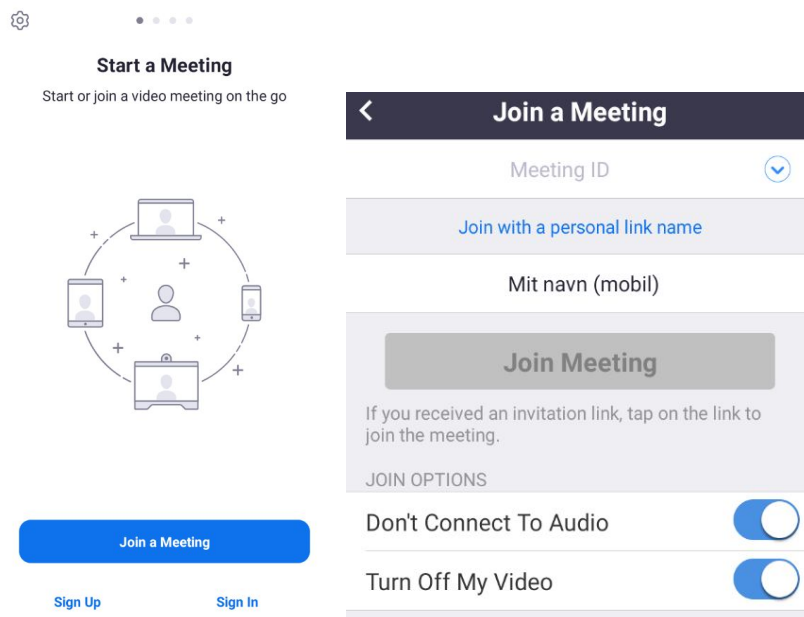 Start a Meeting
Start or join a video meeting on the go
Join a Meeting
Sign Up
Sign In
Join a Meeting
Meeting ID
Join with a personal link name
Mit navn (mobil)
Join Meeting
If you received an invitation link, tap on the link to
join the meeting.
JOIN OPTIONS
Don't Connect To Audio
Turn Off My Video